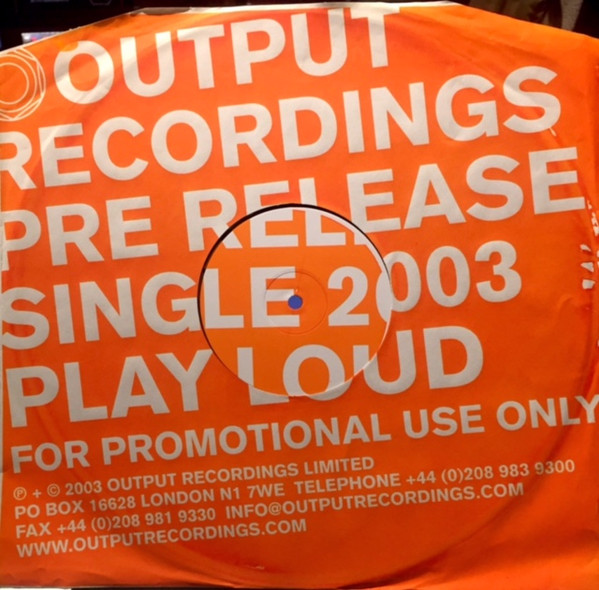 OUTPUT
RECORDINGS
PRE RELEASE
SINGLE 2003
PLAY LOUD
FOR PROMOTIONAL USE ONLY
℗ + © 2003 OUTPUT RECORDINGS LIMITED
PO BOX 16628 LONDON N1 7WE TELEPHONE +44 (0)208 983 9300
FAX +44 (0)208 981 9330 INFO@OUTPUTRECORDINGS.COM
WWW.OUTPUTRECORDINGS.COM